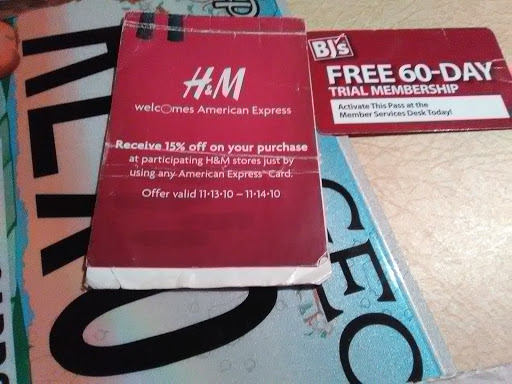 H&M
welcomes American Express
Receive 15% off on your purchase
at participating H&M stores just by
using any American Express® Card.
Offer valid 11·13·10 – 11·14·10
BJ's
FREE 60-DAY
TRIAL MEMBERSHIP
Activate This Pass at the
Member Services Desk Today!
GEO